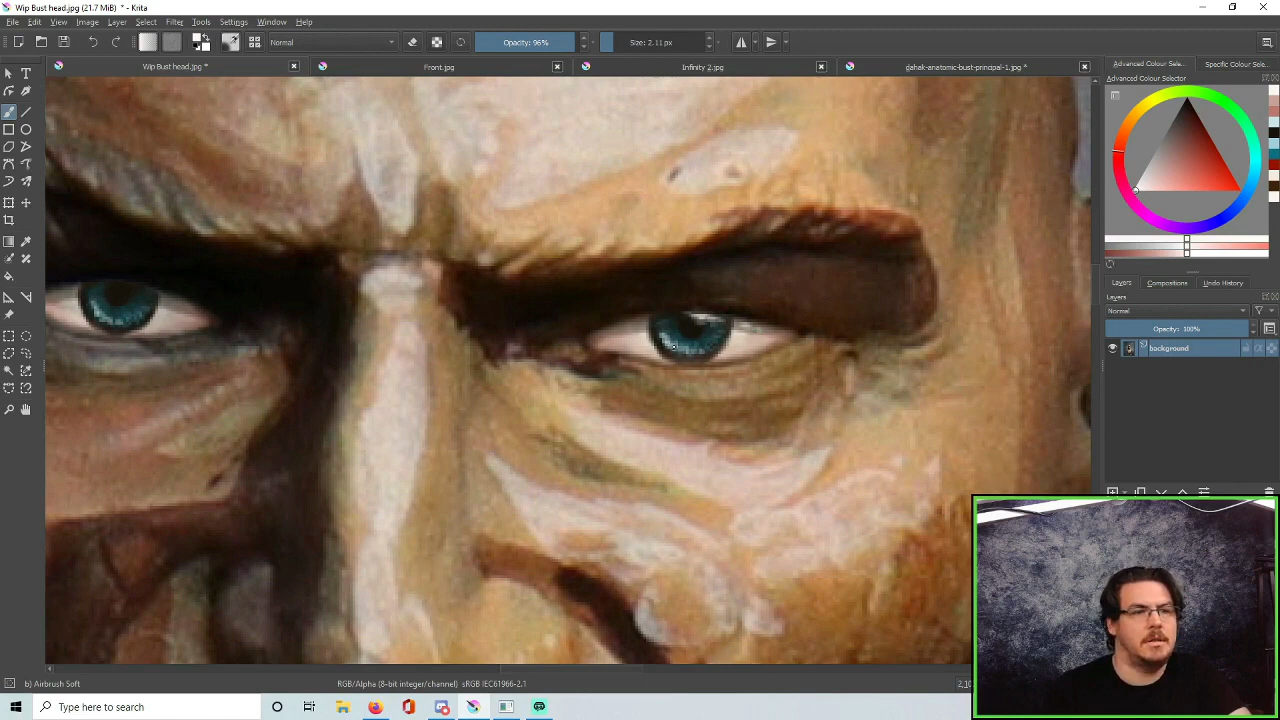 Wip Bust head.jpg (21.7 MiB) * - Krita
File Edit View Image Layer Select Filter Tools Settings Window Help
Normal Opacity: 96% Size: 2.11 px
Wip Bust head.jpg * Front.jpg Infinity 2.jpg dahak-anatomic-bust-principal-1.jpg * Advanced Colour Sele... Specific Colour Sele...
Advanced Colour Selector
Layers Compositions Undo History
Layers
Normal
Opacity: 100%
background
b) Airbrush Soft RGB/Alpha (8-bit integer/channel) sRGB IEC61966-2.1
Type here to search